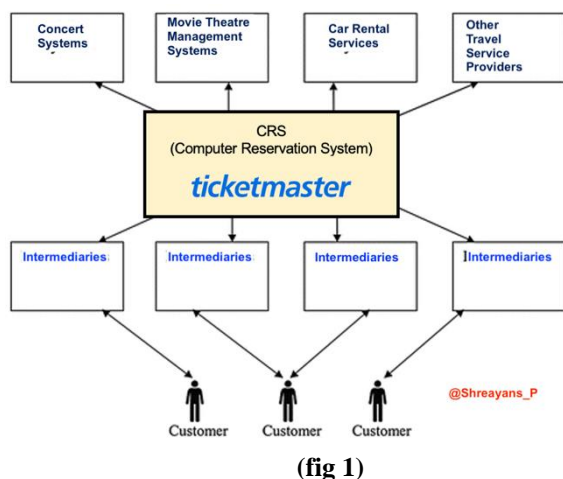 Concert
Systems
Movie Theatre
Management
Systems
Car Rental
Services
Other
Travel
Service
Providers
CRS
(Computer Reservation System)
ticketmaster
Intermediaries
Intermediaries
Intermediaries
Intermediaries
@Shreayans_P
Customer
Customer
Customer
(fig 1)